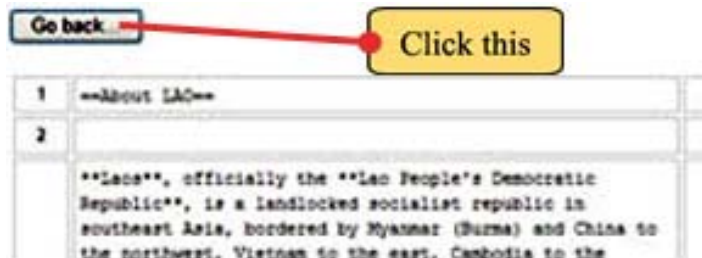 Go back...
Click this
1 ==About LAO==
2
**Laos**, officially the **Lao People's Democratic
Republic**, is a landlocked socialist republic in
southeast Asia, bordered by Myanmar (Burma) and China to
the northwest, Vietnam to the east, Cambodia to the